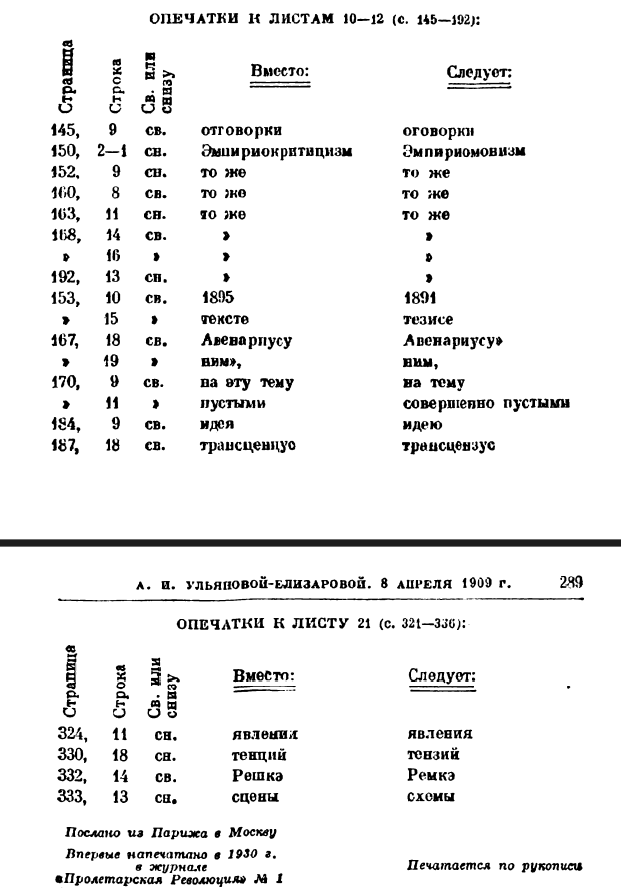 ОПЕЧАТКИ К ЛИСТАМ 10—12 (с. 145—192):
Страница Строка Св. или снизу Вместо: Следует:
145, 9 св. отговорки оговорки
150, 2—1 сн. Эмпириокритицизм Эмпириомонизм
152, 9 сн. то же то же
160, 8 св. то же то же
163, 11 сн. то же то же
168, 14 св. » »
» 16 » » »
192, 13 сн. » »
153, 10 св. 1895 1891
» 15 » тексте тезисе
167, 18 св. Авенариусу Авенариусу»
» 19 » ним», ним,
170, 9 св. на эту тему на тему
» 11 » пустыми совершенно пустыми
184, 9 св. идея идею
187, 18 св. трансценцус трансцензус
А. И. УЛЬЯНОВОЙ-ЕЛИЗАРОВОЙ. 8 АПРЕЛЯ 1909 г. 289
ОПЕЧАТКИ К ЛИСТУ 21 (с. 321—336):
Страница Строка Св. или снизу Вместо: Следует:
324, 11 сн. явления явления
330, 18 сн. тенций тензий
332, 14 св. Решкэ Ремкэ
333, 13 сн. сцены схемы
Послано из Парижа в Москву
Впервые напечатано в 1930 г.
в журнале
«Пролетарская Революция» № 1 Печатается по рукописи